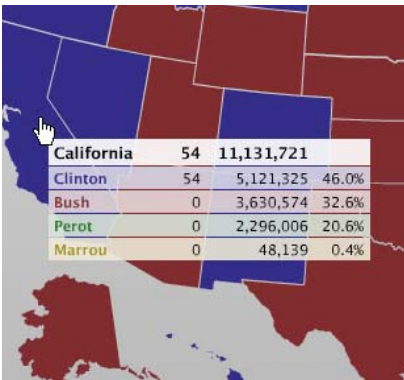 California 54 11,131,721
Clinton 54 5,121,325 46.0%
Bush 0 3,630,574 32.6%
Perot 0 2,296,006 20.6%
Marrou 0 48,139 0.4%